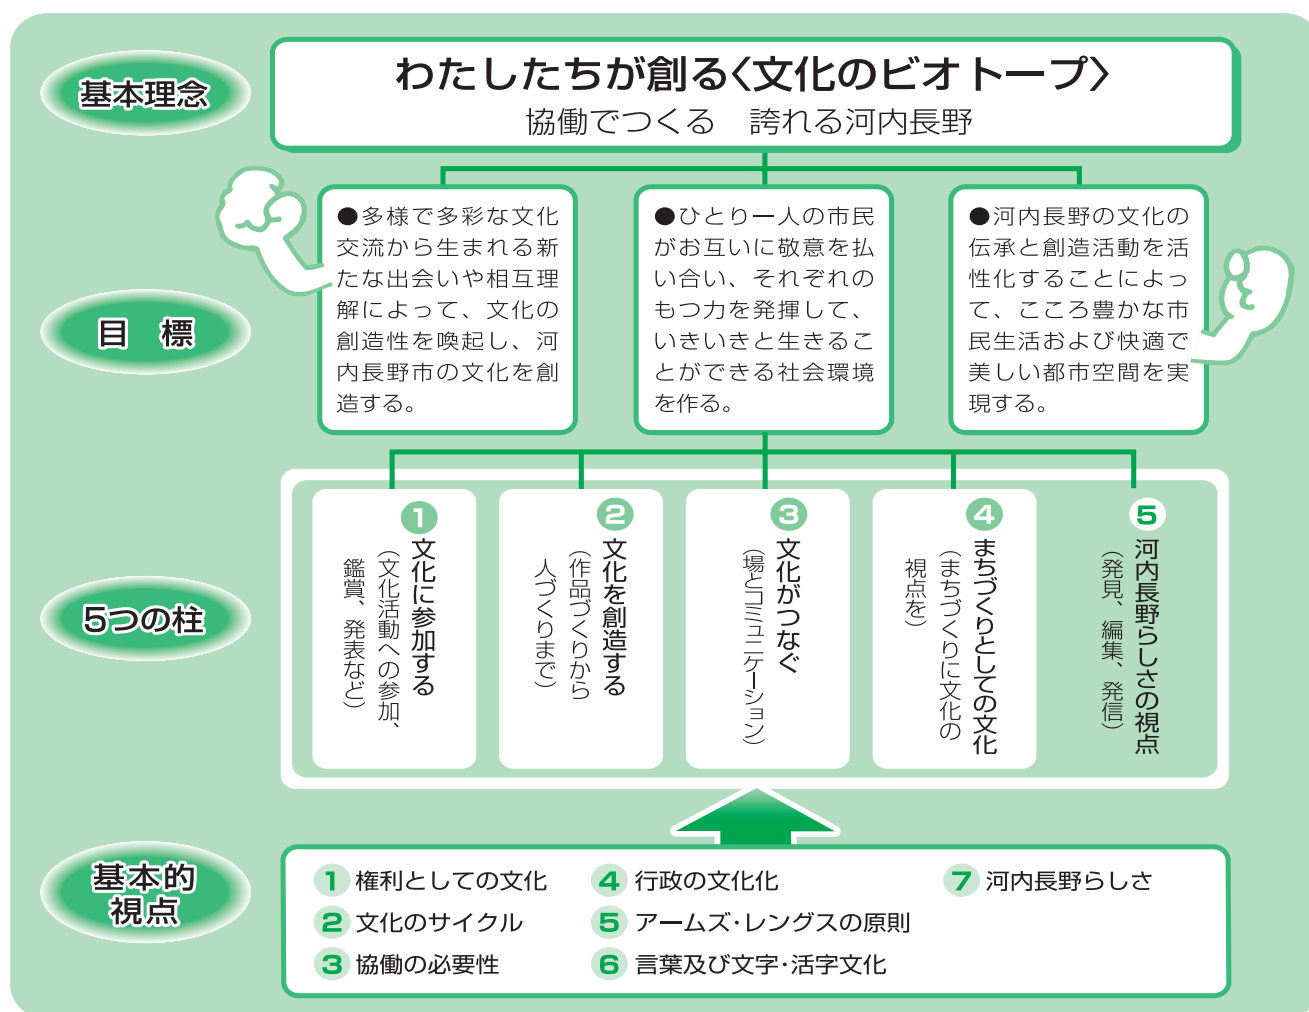 基本理念
わたしたちが創る〈文化のビオトープ〉
協働でつくる　誇れる河内長野
目　標
●多様で多彩な文化
交流から生まれる新
たな出会いや相互理
解によって、文化の
創造性を喚起し、河
内長野市の文化を創
造する。
●ひとり一人の市民
がお互いに敬意を払
い合い、それぞれの
もつ力を発揮して、
いきいきと生きるこ
とができる社会環境
を作る。
●河内長野の文化の
伝承と創造活動を活
性化することによっ
て、こころ豊かな市
民生活および快適で
美しい都市空間を実
現する。
5つの柱
1 文化に参加する
（文化活動への参加、
鑑賞、発表など）
2 文化を創造する
（作品づくりから
人づくりまで）
3 文化がつなぐ
（場とコミュニケーション）
4 まちづくりとしての文化
（まちづくりに文化の
視点を）
5 河内長野らしさの視点
（発見、編集、発信）
基本的
視点
1 権利としての文化
2 文化のサイクル
3 協働の必要性
4 行政の文化化
5 アームズ・レングスの原則
6 言葉及び文字・活字文化
7 河内長野らしさ